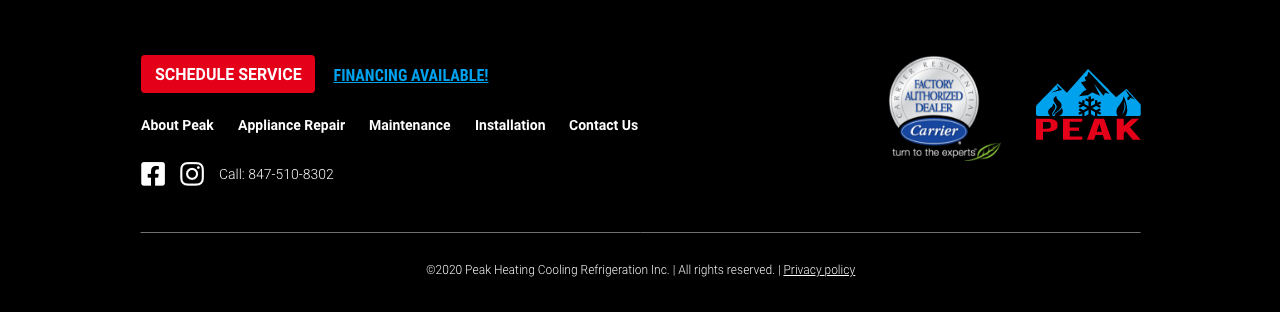 SCHEDULE SERVICE FINANCING AVAILABLE!
About Peak Appliance Repair Maintenance Installation Contact Us
Call: 847-510-8302
CARRIER RESIDENTIAL
FACTORY
AUTHORIZED
DEALER
Carrier
turn to the experts
PEAK
©2020 Peak Heating Cooling Refrigeration Inc. | All rights reserved. | Privacy policy